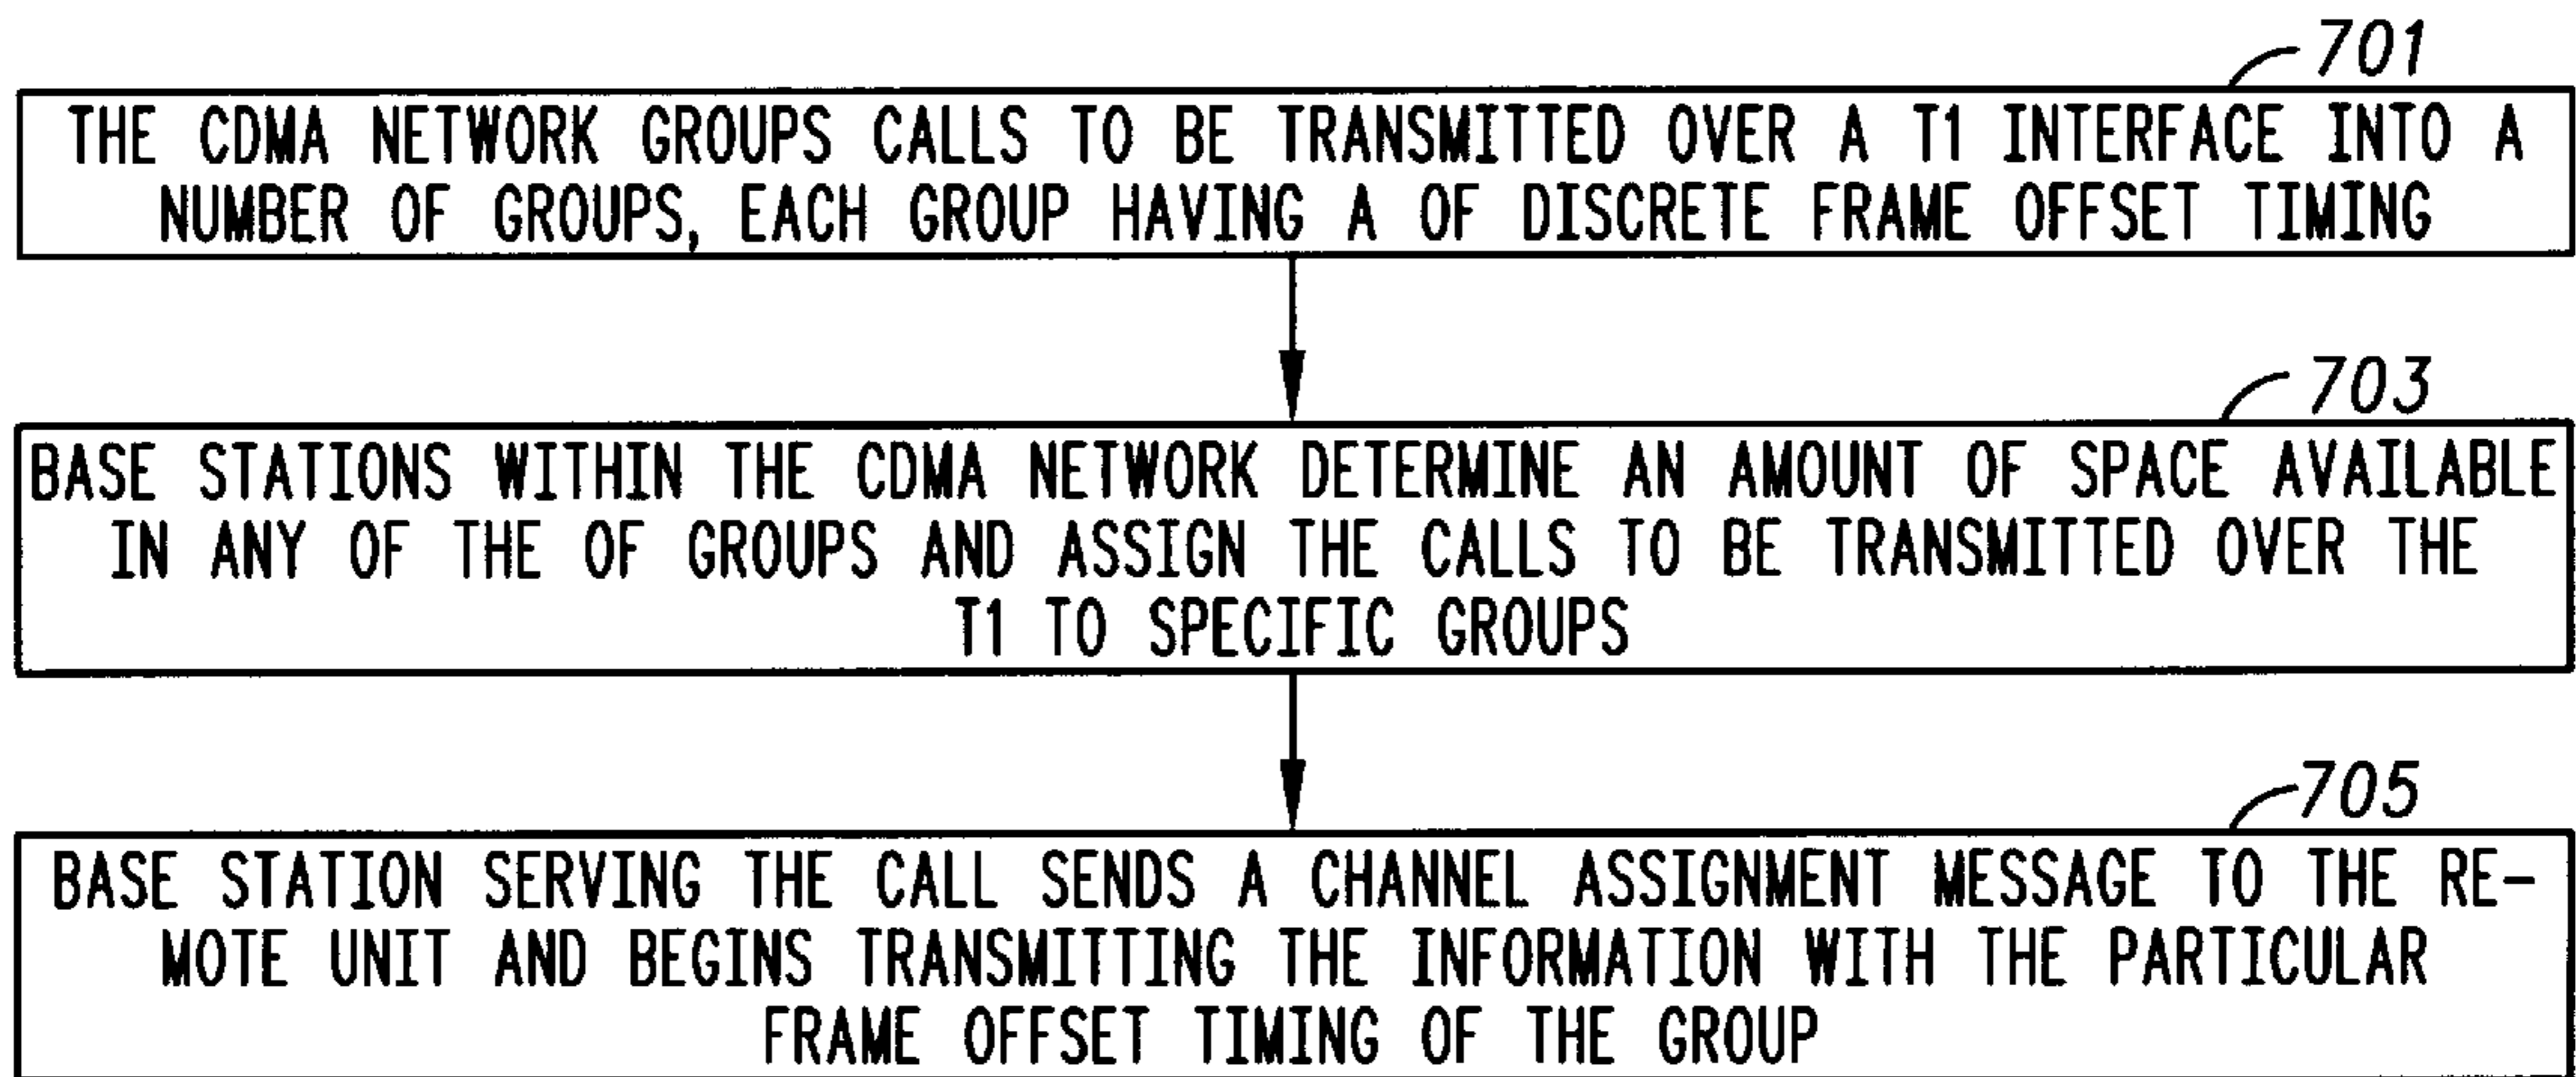 701
THE CDMA NETWORK GROUPS CALLS TO BE TRANSMITTED OVER A T1 INTERFACE INTO A
NUMBER OF GROUPS, EACH GROUP HAVING A OF DISCRETE FRAME OFFSET TIMING
703
BASE STATIONS WITHIN THE CDMA NETWORK DETERMINE AN AMOUNT OF SPACE AVAILABLE
IN ANY OF THE OF GROUPS AND ASSIGN THE CALLS TO BE TRANSMITTED OVER THE
T1 TO SPECIFIC GROUPS
705
BASE STATION SERVING THE CALL SENDS A CHANNEL ASSIGNMENT MESSAGE TO THE RE-
MOTE UNIT AND BEGINS TRANSMITTING THE INFORMATION WITH THE PARTICULAR
FRAME OFFSET TIMING OF THE GROUP